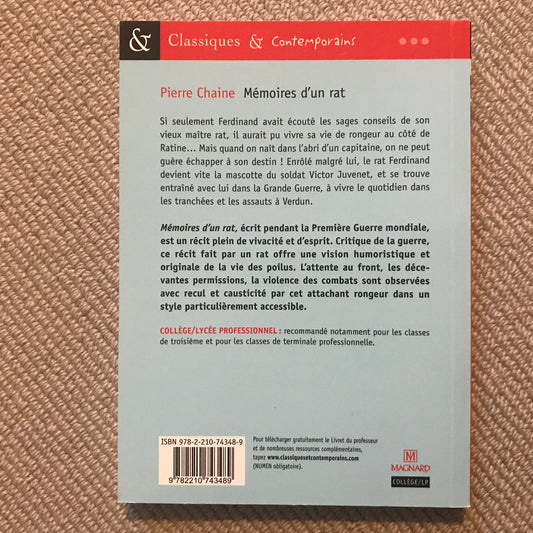 & Classiques & Contemporains
Pierre Chaine Mémoires d'un rat
Si seulement Ferdinand avait écouté les sages conseils de son
vieux maître rat, il aurait pu vivre sa vie de rongeur au côté de
Ratine... Mais quand on naît dans l'abri d'un capitaine, on ne peut
guère échapper à son destin ! Enrôlé malgré lui, le rat Ferdinand
devient vite la mascotte du soldat Victor Juvenet, et se trouve
entraîné avec lui dans la Grande Guerre, à vivre le quotidien dans
les tranchées et les assauts à Verdun.
Mémoires d'un rat, écrit pendant la Première Guerre mondiale,
est un récit plein de vivacité et d'esprit. Critique de la guerre,
ce récit fait par un rat offre une vision humoristique et
originale de la vie des poilus. L'attente au front, les déce-
vantes permissions, la violence des combats sont observées
avec recul et causticité par cet attachant rongeur dans un
style particulièrement accessible.
COLLÈGE/LYCÉE PROFESSIONNEL : recommandé notamment pour les classes
de troisième et pour les classes de terminale professionnelle.
ISBN 978-2-210-74348-9
9 782210 743489
Pour télécharger gratuitement le Livret du professeur
et de nombreuses ressources complémentaires,
tapez www.classiquesetcontemporains.com
(NUMEN obligatoire).
M
MAGNARD
COLLÈGE/LP